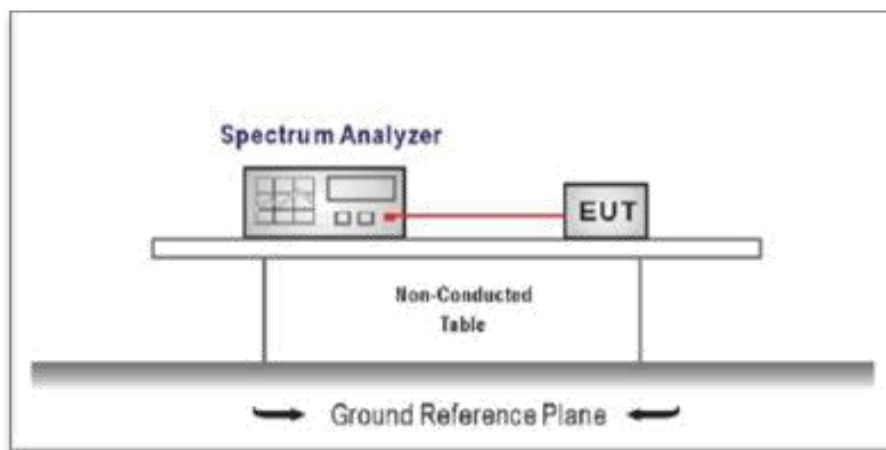 Spectrum Analyzer
EUT
Non-Conducted
Table
Ground Reference Plane